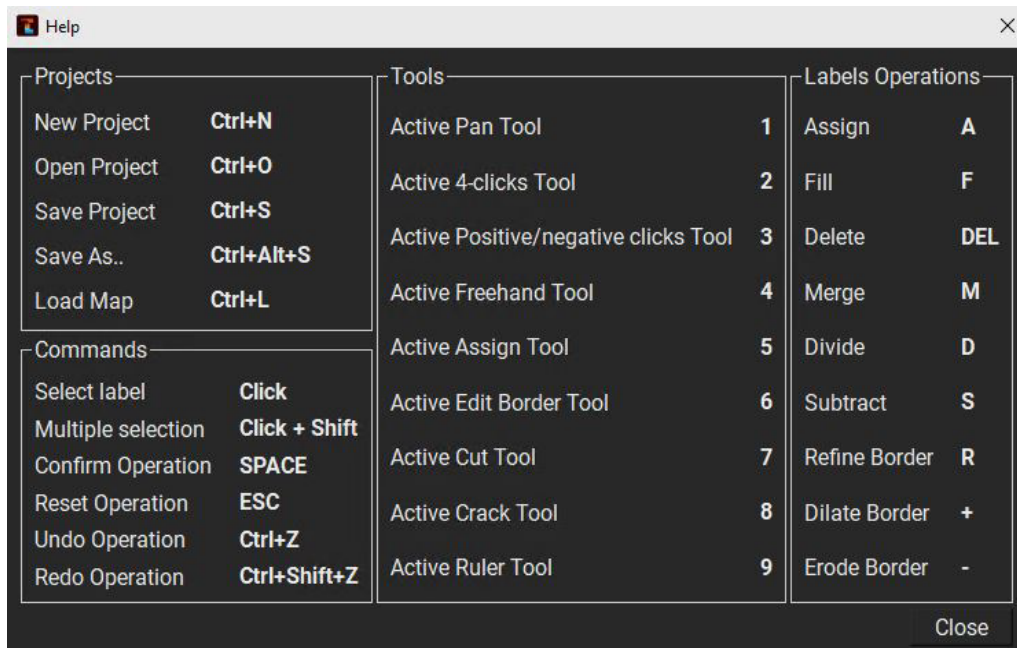 Help
Projects
New Project Ctrl+N
Open Project Ctrl+O
Save Project Ctrl+S
Save As.. Ctrl+Alt+S
Load Map Ctrl+L
Commands
Select label Click
Multiple selection Click + Shift
Confirm Operation SPACE
Reset Operation ESC
Undo Operation Ctrl+Z
Redo Operation Ctrl+Shift+Z
Tools
Active Pan Tool 1
Active 4-clicks Tool 2
Active Positive/negative clicks Tool 3
Active Freehand Tool 4
Active Assign Tool 5
Active Edit Border Tool 6
Active Cut Tool 7
Active Crack Tool 8
Active Ruler Tool 9
Labels Operations
Assign A
Fill F
Delete DEL
Merge M
Divide D
Subtract S
Refine Border R
Dilate Border +
Erode Border -
Close